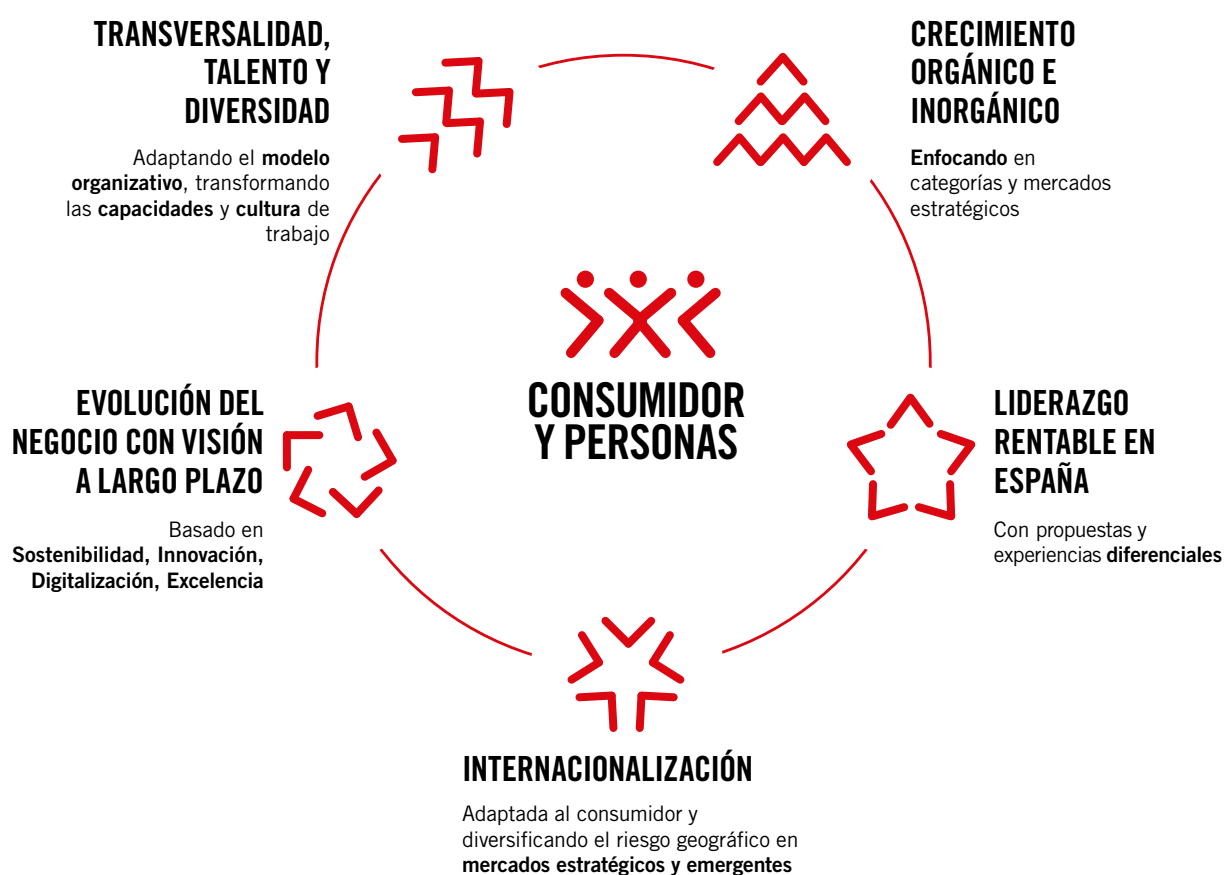 TRANSVERSALIDAD,
TALENTO Y
DIVERSIDAD
Adaptando el modelo
organizativo, transformando
las capacidades y cultura de
trabajo
CRECIMIENTO
ORGÁNICO E
INORGÁNICO
Enfocando en
categorías y mercados
estratégicos
CONSUMIDOR
Y PERSONAS
EVOLUCIÓN DEL
NEGOCIO CON VISIÓN
A LARGO PLAZO
Basado en
Sostenibilidad, Innovación,
Digitalización, Excelencia
LIDERAZGO
RENTABLE EN
ESPAÑA
Con propuestas y
experiencias diferenciales
INTERNACIONALIZACIÓN
Adaptada al consumidor y
diversificando el riesgo geográfico en
mercados estratégicos y emergentes